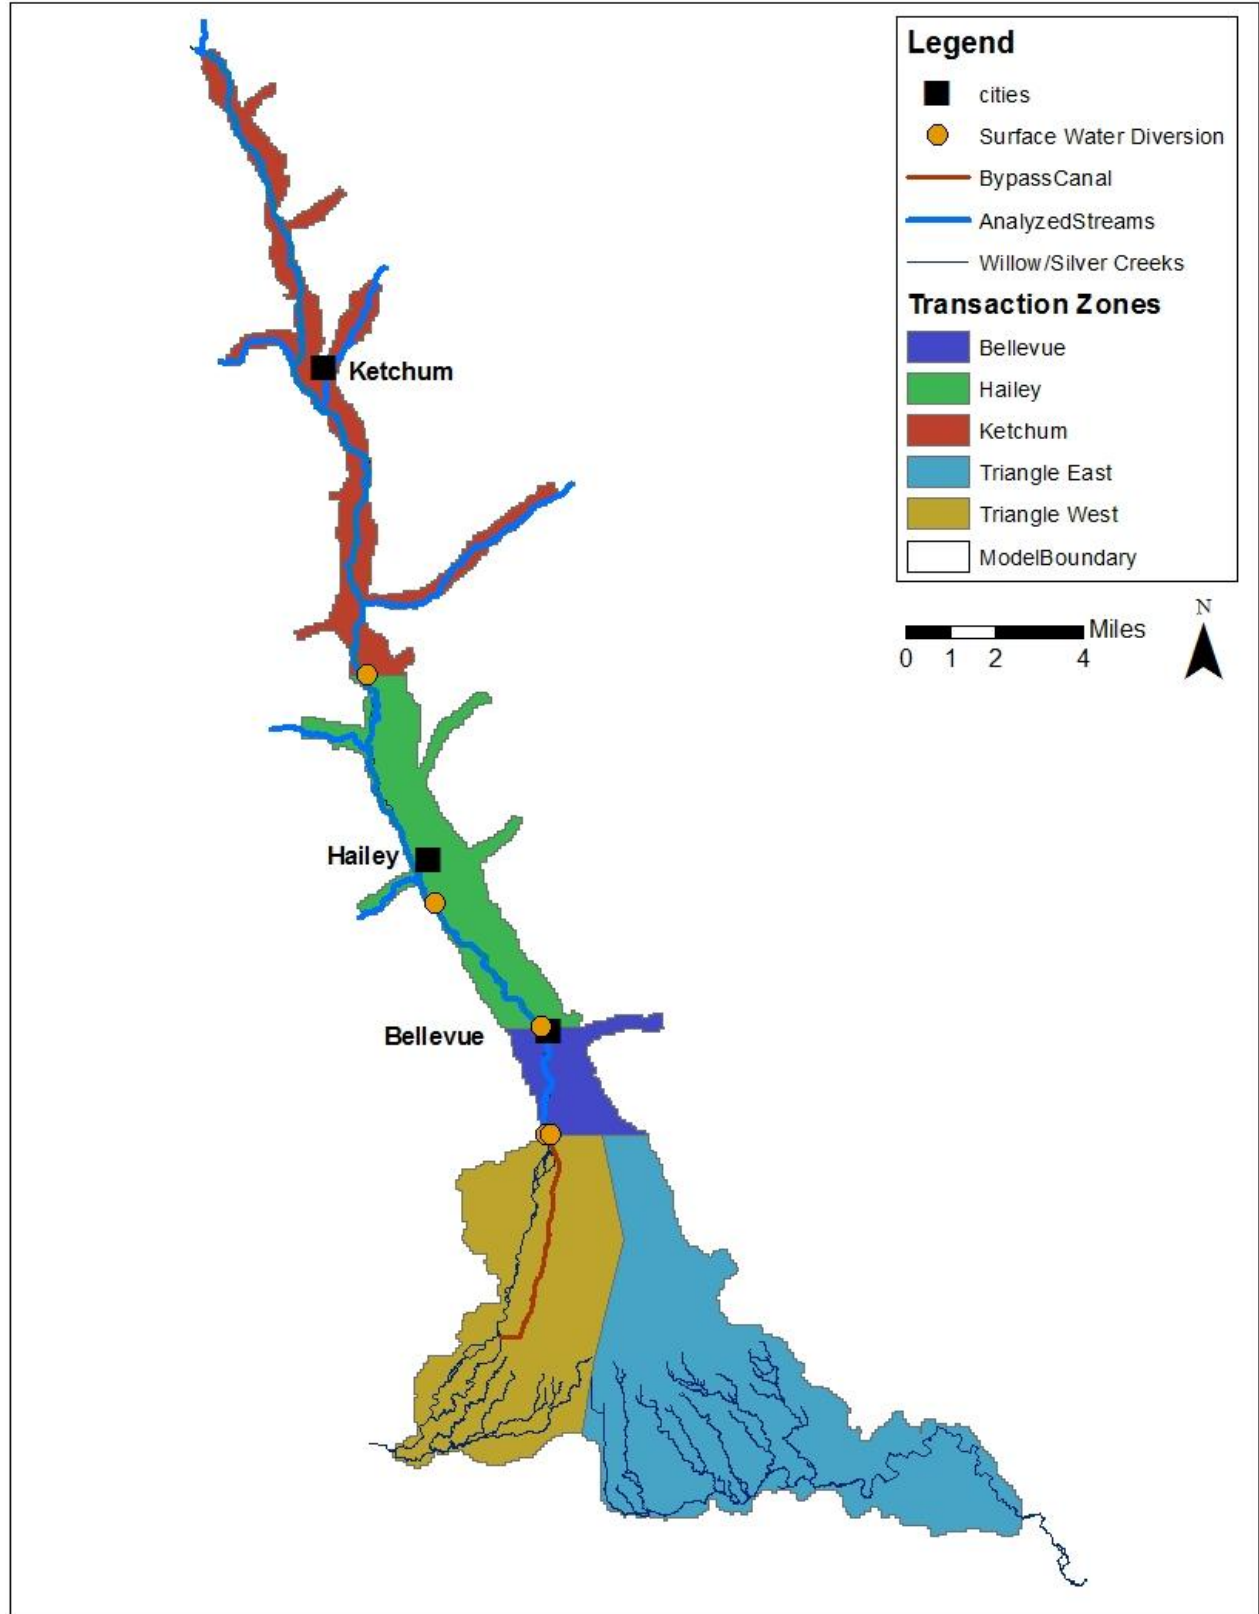 Legend
cities
Surface Water Diversion
BypassCanal
AnalyzedStreams
Willow/Silver Creeks
Transaction Zones
Bellevue
Hailey
Ketchum
Triangle East
Triangle West
ModelBoundary
Miles
0 1 2 4
N
Ketchum
Hailey
Bellevue